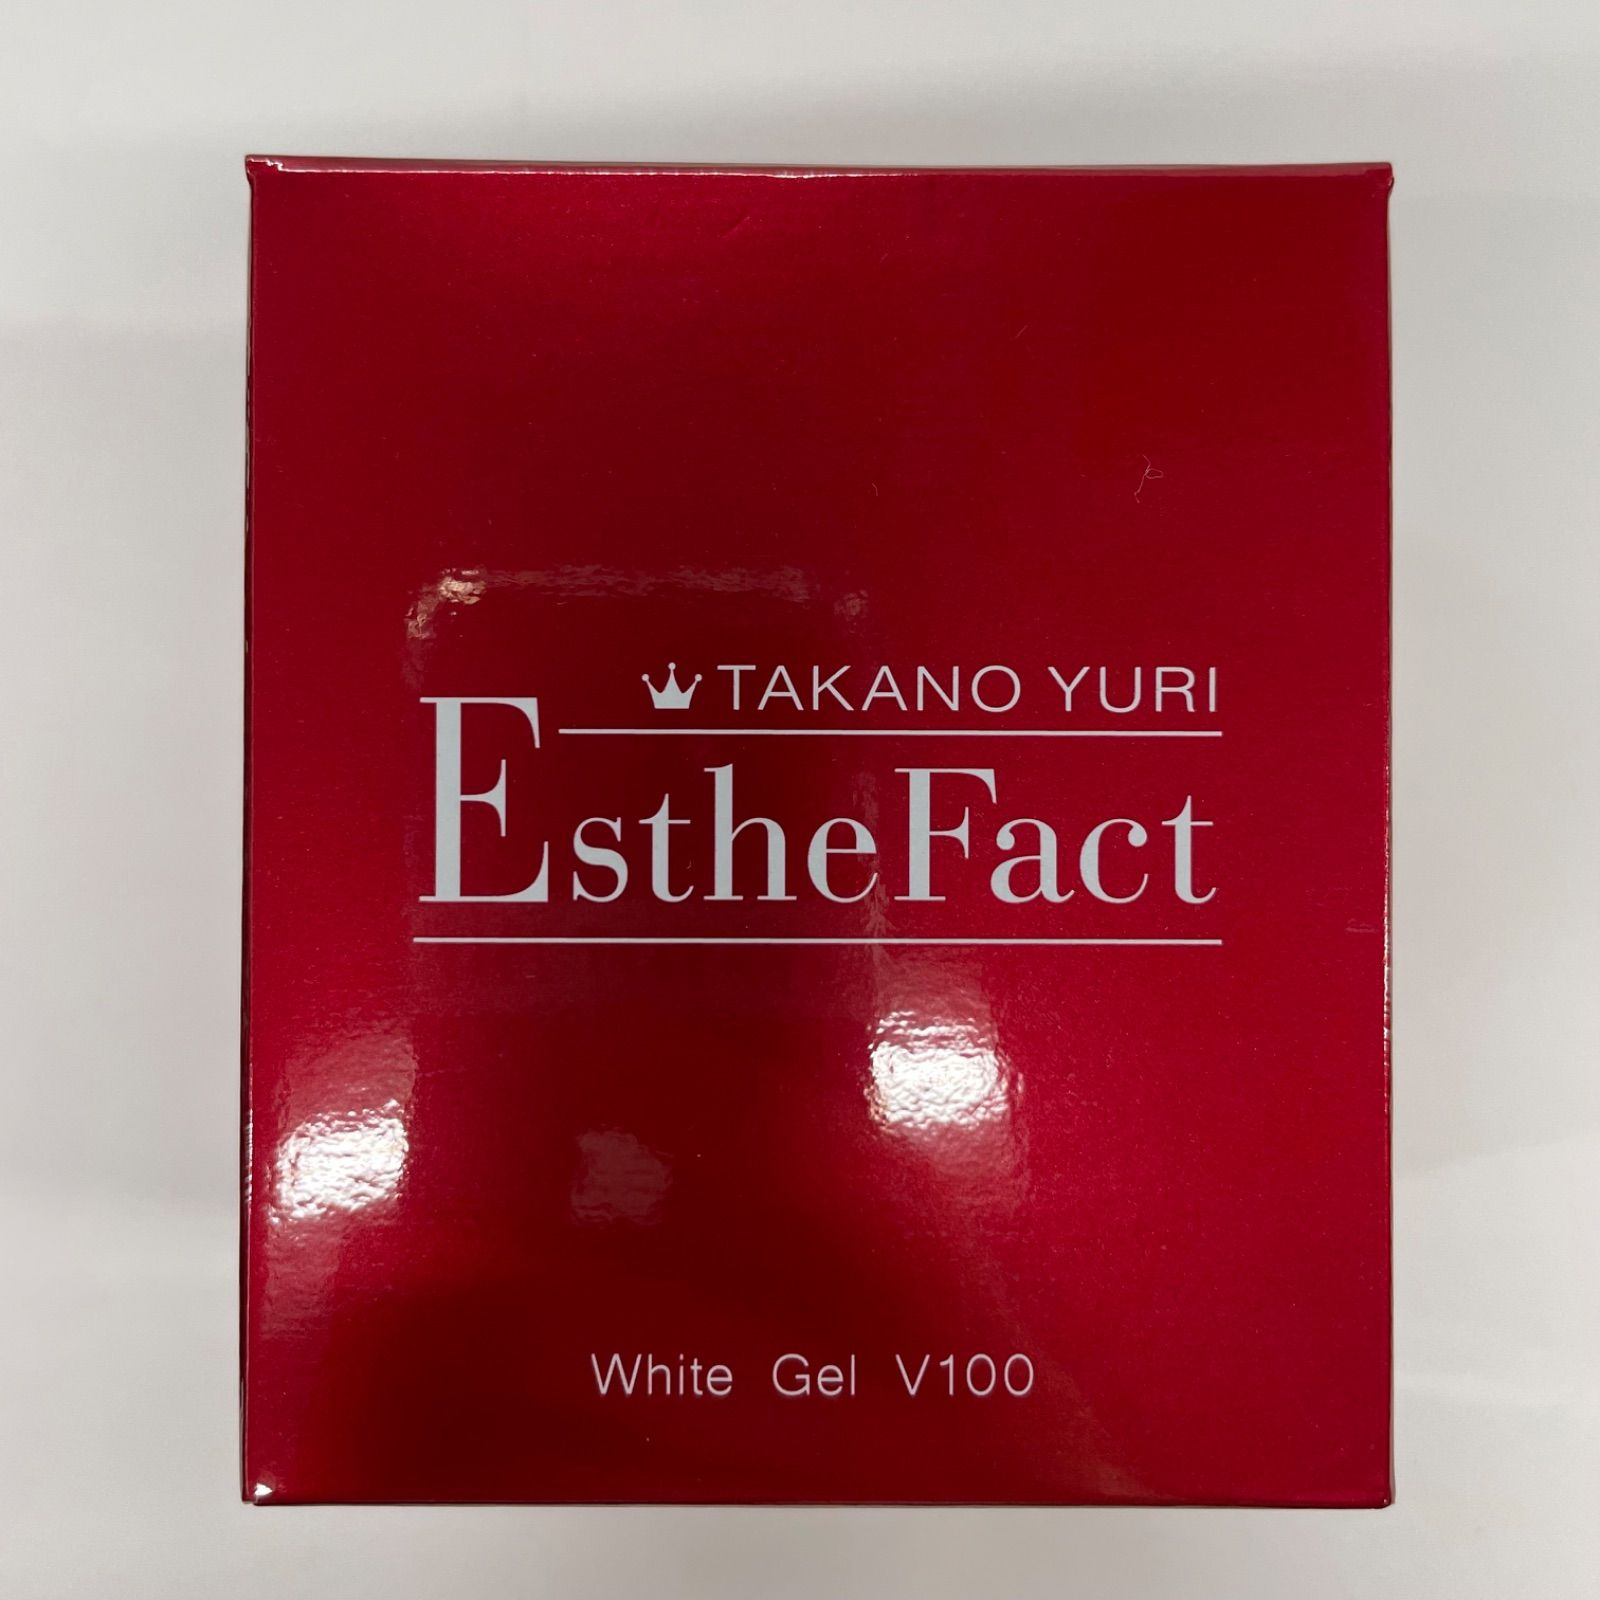 TAKANO YURI
EstheFact
White Gel V100